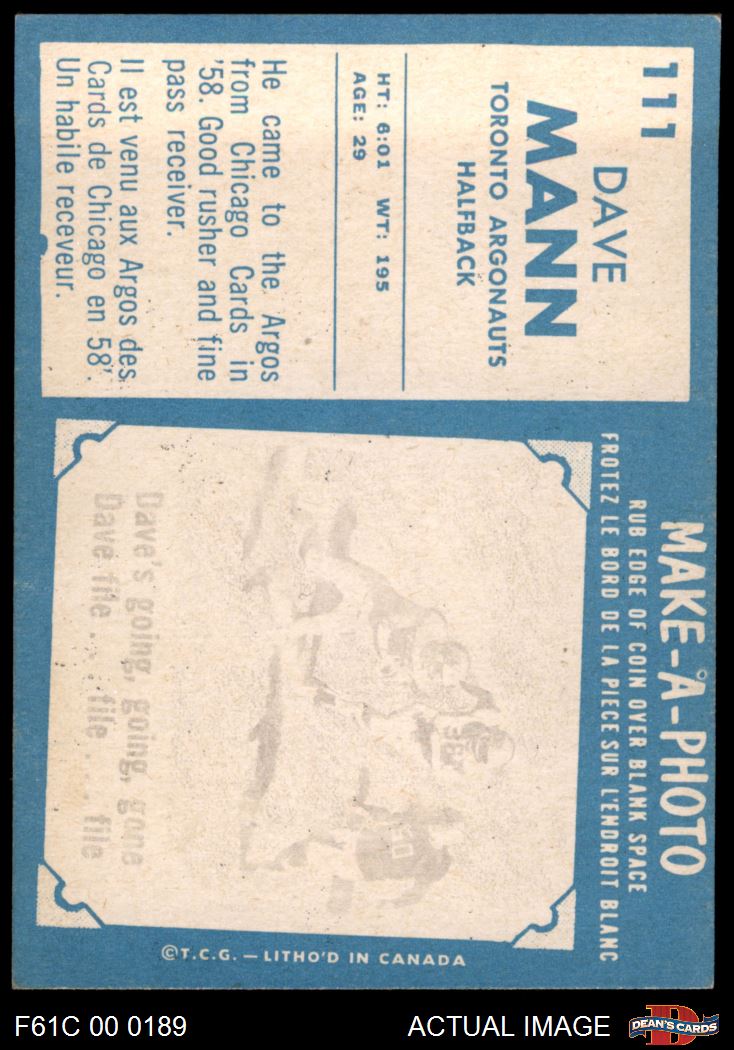 111
DAVE
MANN
TORONTO ARGONAUTS
HALFBACK
HT: 6:01 WT: 195
AGE: 29
He came to the Argos
from Chicago Cards in
'58. Good rusher and fine
pass receiver.
Il est venu aux Argos des
Cards de Chicago en 58'.
Un habile receveur.
MAKE-A-PHOTO
RUB EDGE OF COIN OVER BLANK SPACE
FROTEZ LE BORD DE LA PIECE SUR L'ENDROIT BLANC
Dave's going, going, gone
Dave file . . . file . . . file
©T.C.G. — LITHO'D IN CANADA
F61C 00 0189
ACTUAL IMAGE
DEAN'S CARDS